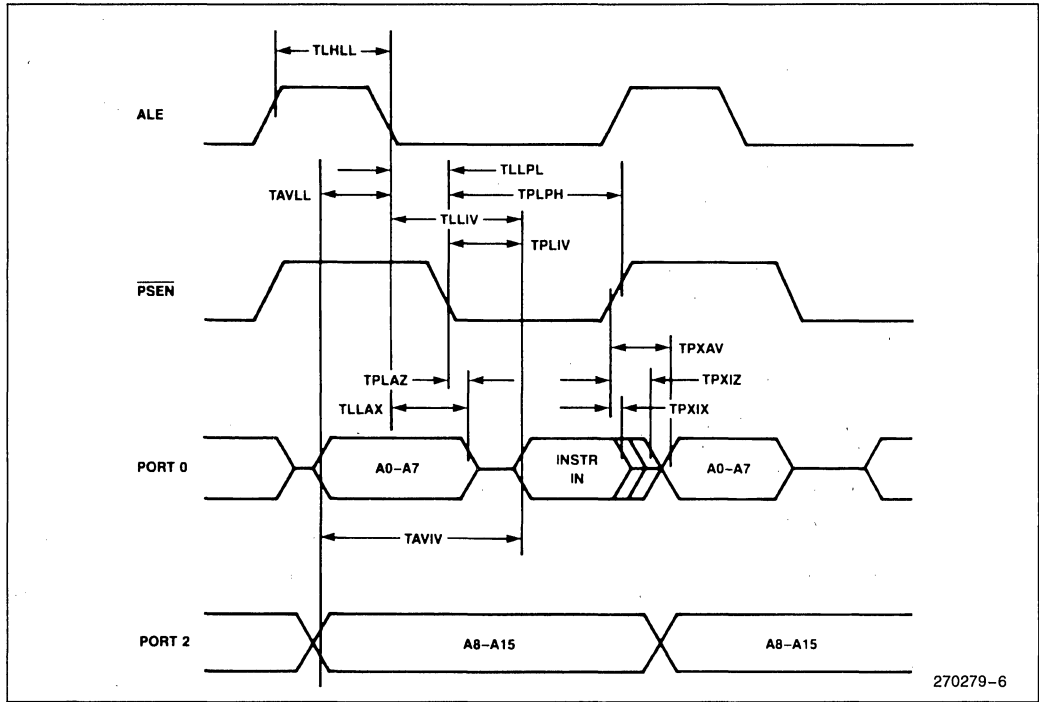 TLHLL
ALE
TLLPL
TAVLL
TPLPH
TLLIV
TPLIV
PSEN
TPXAV
TPLAZ
TPXIZ
TLLAX
TPXIX
PORT 0
A0–A7
INSTR
IN
A0–A7
TAVIV
PORT 2
A8–A15
A8–A15
270279–6